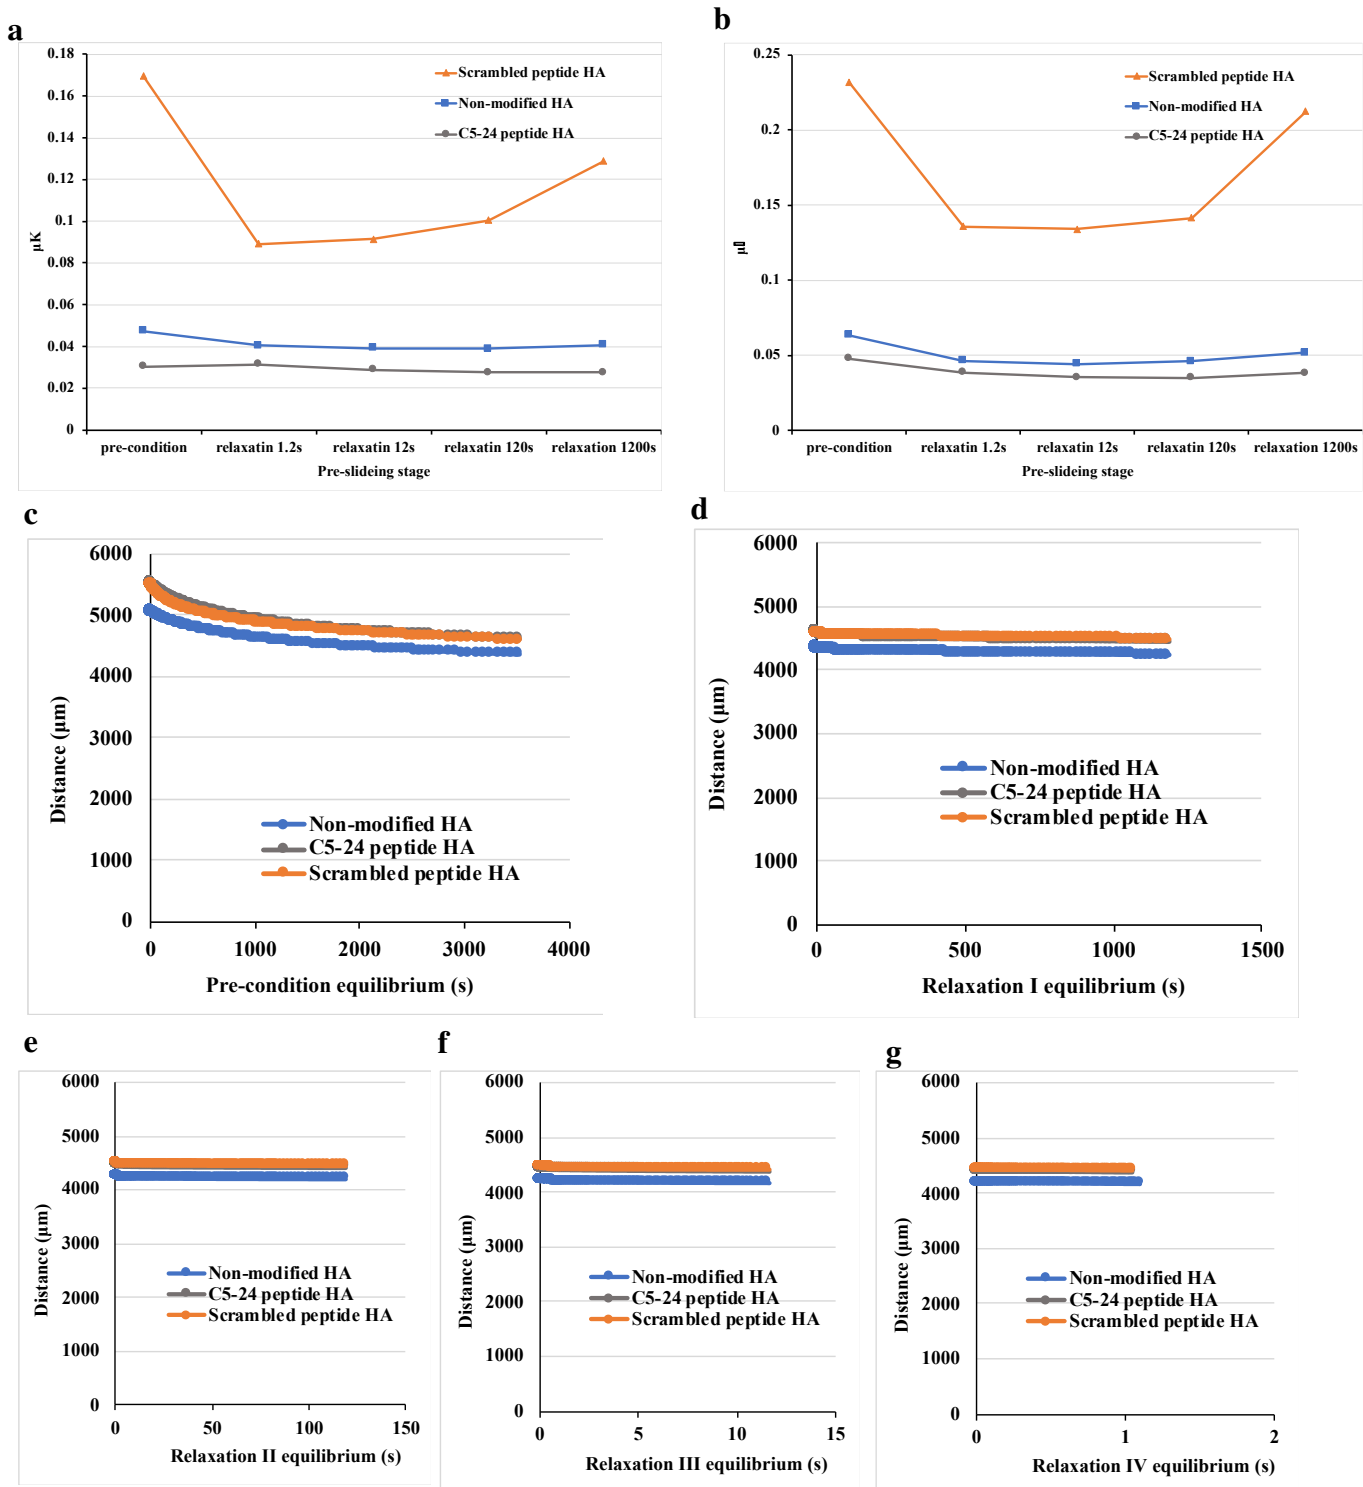 a
0.18
0.16
0.14
0.12
0.1
0.08
0.06
0.04
0.02
0
µK
Scrambled peptide HA
Non-modified HA
C5-24 peptide HA
pre-condition relaxatin 1.2s relaxatin 12s relaxatin 120s relaxation 1200s
Pre-slideing stage
b
0.25
0.2
0.15
0.1
0.05
0
µ
Scrambled peptide HA
Non-modified HA
C5-24 peptide HA
pre-condition relaxatin 1.2s relaxatin 12s relaxatin 120s relaxation 1200s
Pre-slideing stage
c
6000
5000
4000
3000
2000
1000
0
Distance (µm)
Non-modified HA
C5-24 peptide HA
Scrambled peptide HA
0 1000 2000 3000 4000
Pre-condition equilibrium (s)
d
6000
5000
4000
3000
2000
1000
0
Distance (µm)
Non-modified HA
C5-24 peptide HA
Scrambled peptide HA
0 500 1000 1500
Relaxation I equilibrium (s)
e
6000
5000
4000
3000
2000
1000
0
Distance (µm)
Non-modified HA
C5-24 peptide HA
Scrambled peptide HA
0 50 100 150
Relaxation II equilibrium (s)
f
6000
5000
4000
3000
2000
1000
0
Distance (µm)
Non-modified HA
C5-24 peptide HA
Scrambled peptide HA
0 5 10 15
Relaxation III equilibrium (s)
g
6000
5000
4000
3000
2000
1000
0
Distance (µm)
Non-modified HA
C5-24 peptide HA
Scrambled peptide HA
0 1 2
Relaxation IV equilibrium (s)